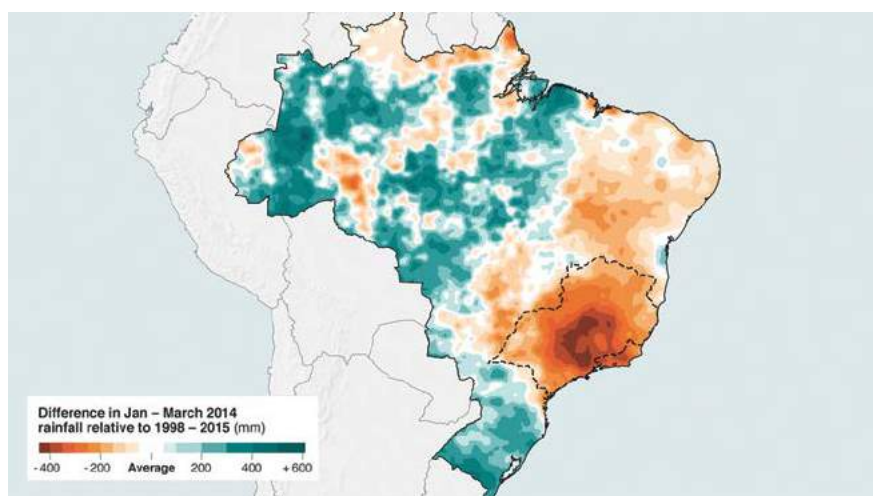 Difference in Jan – March 2014
rainfall relative to 1998 – 2015 (mm)
-400 -200 Average 200 400 +600